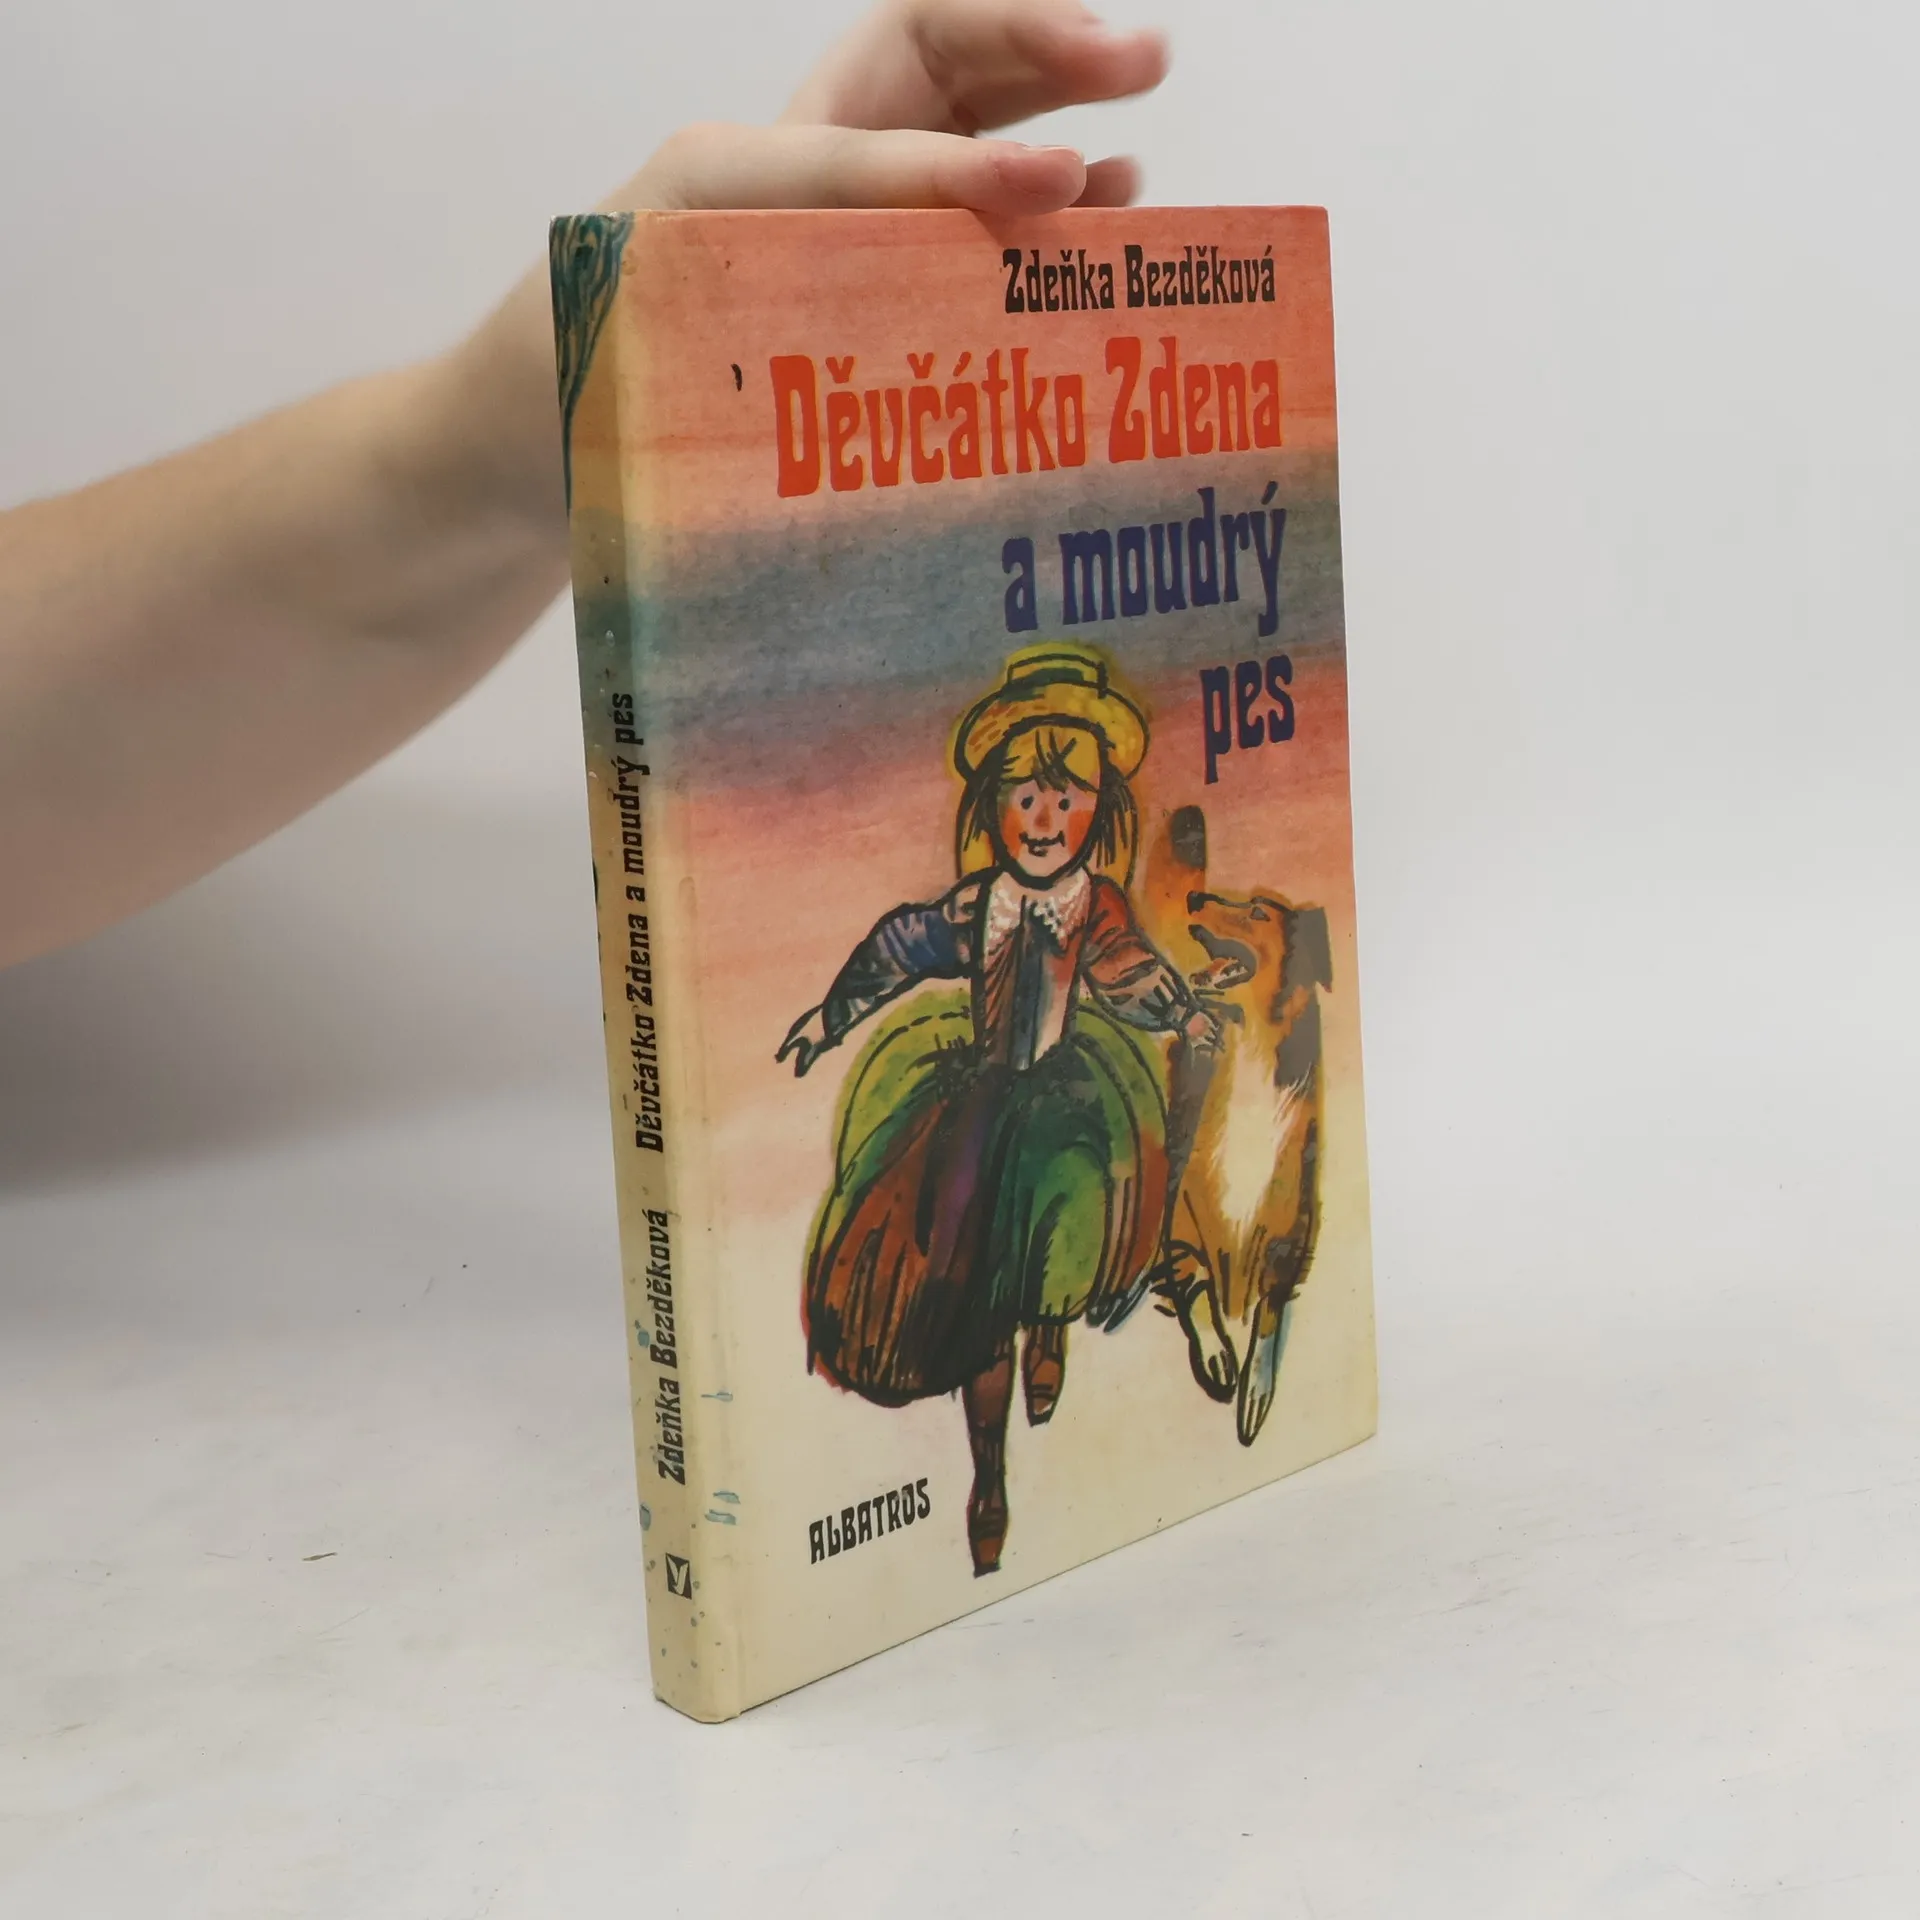 Zdeňka Bezděková
Děvčátko Zdena
a moudrý
pes
ALBATROS
Zdeňka Bezděková Děvčátko Zdena a moudrý pes